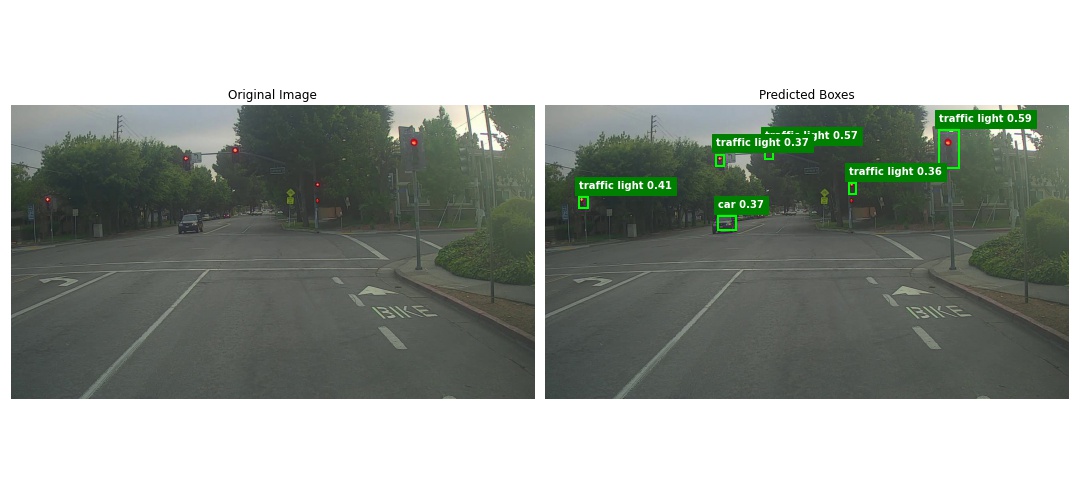 Original Image
Predicted Boxes
traffic light 0.59
traffic light 0.57
traffic light 0.37
traffic light 0.36
traffic light 0.41
car 0.37
BIKE
BIKE